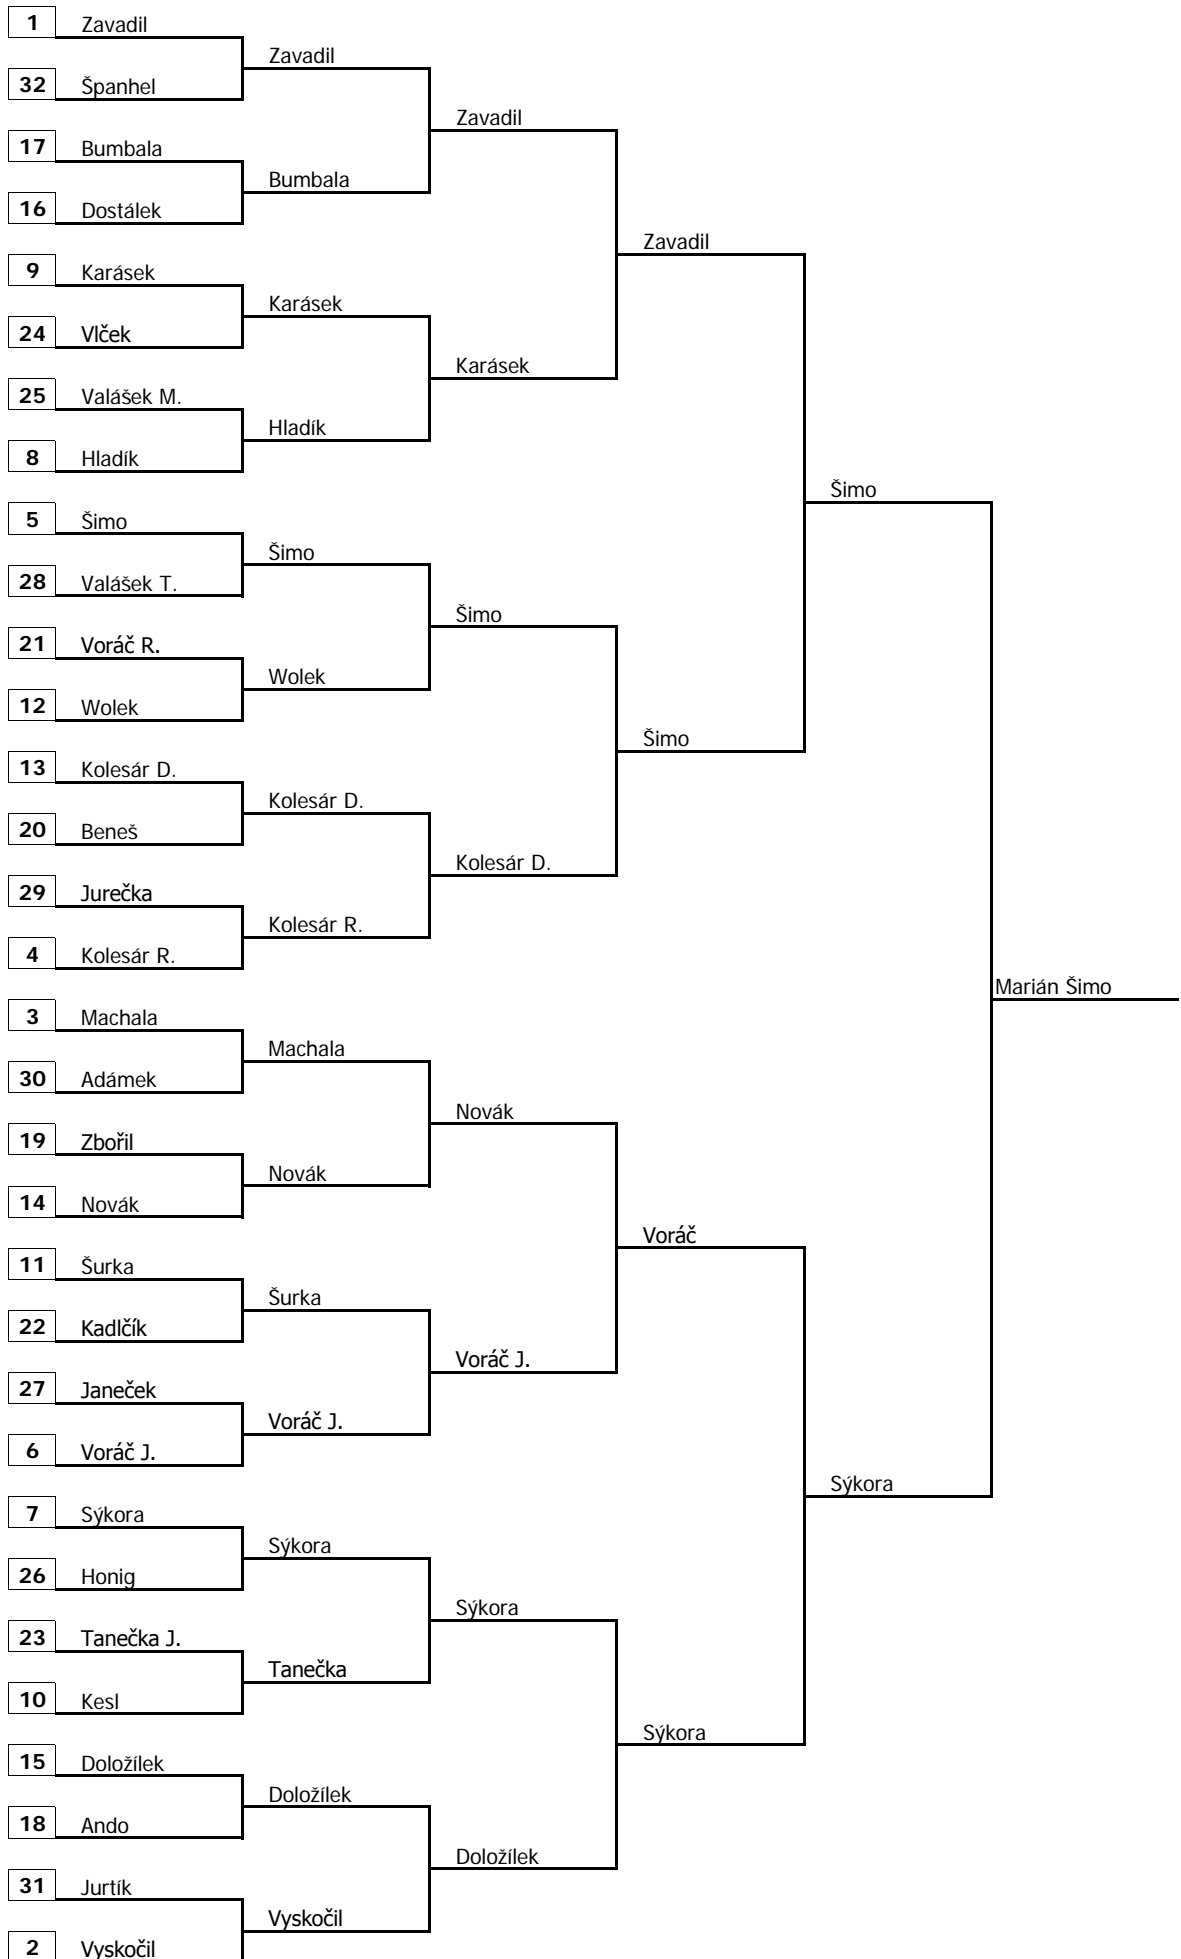 1 Zavadil
Zavadil
32 Španhel
Zavadil
17 Bumbala
Bumbala
16 Dostálek
Zavadil
9 Karásek
Karásek
24 Vlček
Karásek
25 Valášek M.
Hladík
8 Hladík
Šimo
5 Šimo
Šimo
28 Valášek T.
Šimo
21 Voráč R.
Wolek
12 Wolek
Šimo
13 Kolesár D.
Kolesár D.
20 Beneš
Kolesár D.
29 Jurečka
Kolesár R.
4 Kolesár R.
Marián Šimo
3 Machala
Machala
30 Adámek
Novák
19 Zbořil
Novák
14 Novák
Voráč
11 Šurka
Šurka
22 Kadlčík
Voráč J.
27 Janeček
Voráč J.
6 Voráč J.
Sýkora
7 Sýkora
Sýkora
26 Honig
Sýkora
23 Tanečka J.
Tanečka
10 Kesl
Sýkora
15 Doložílek
Doložílek
18 Ando
Doložílek
31 Jurtík
Vyskočil
2 Vyskočil